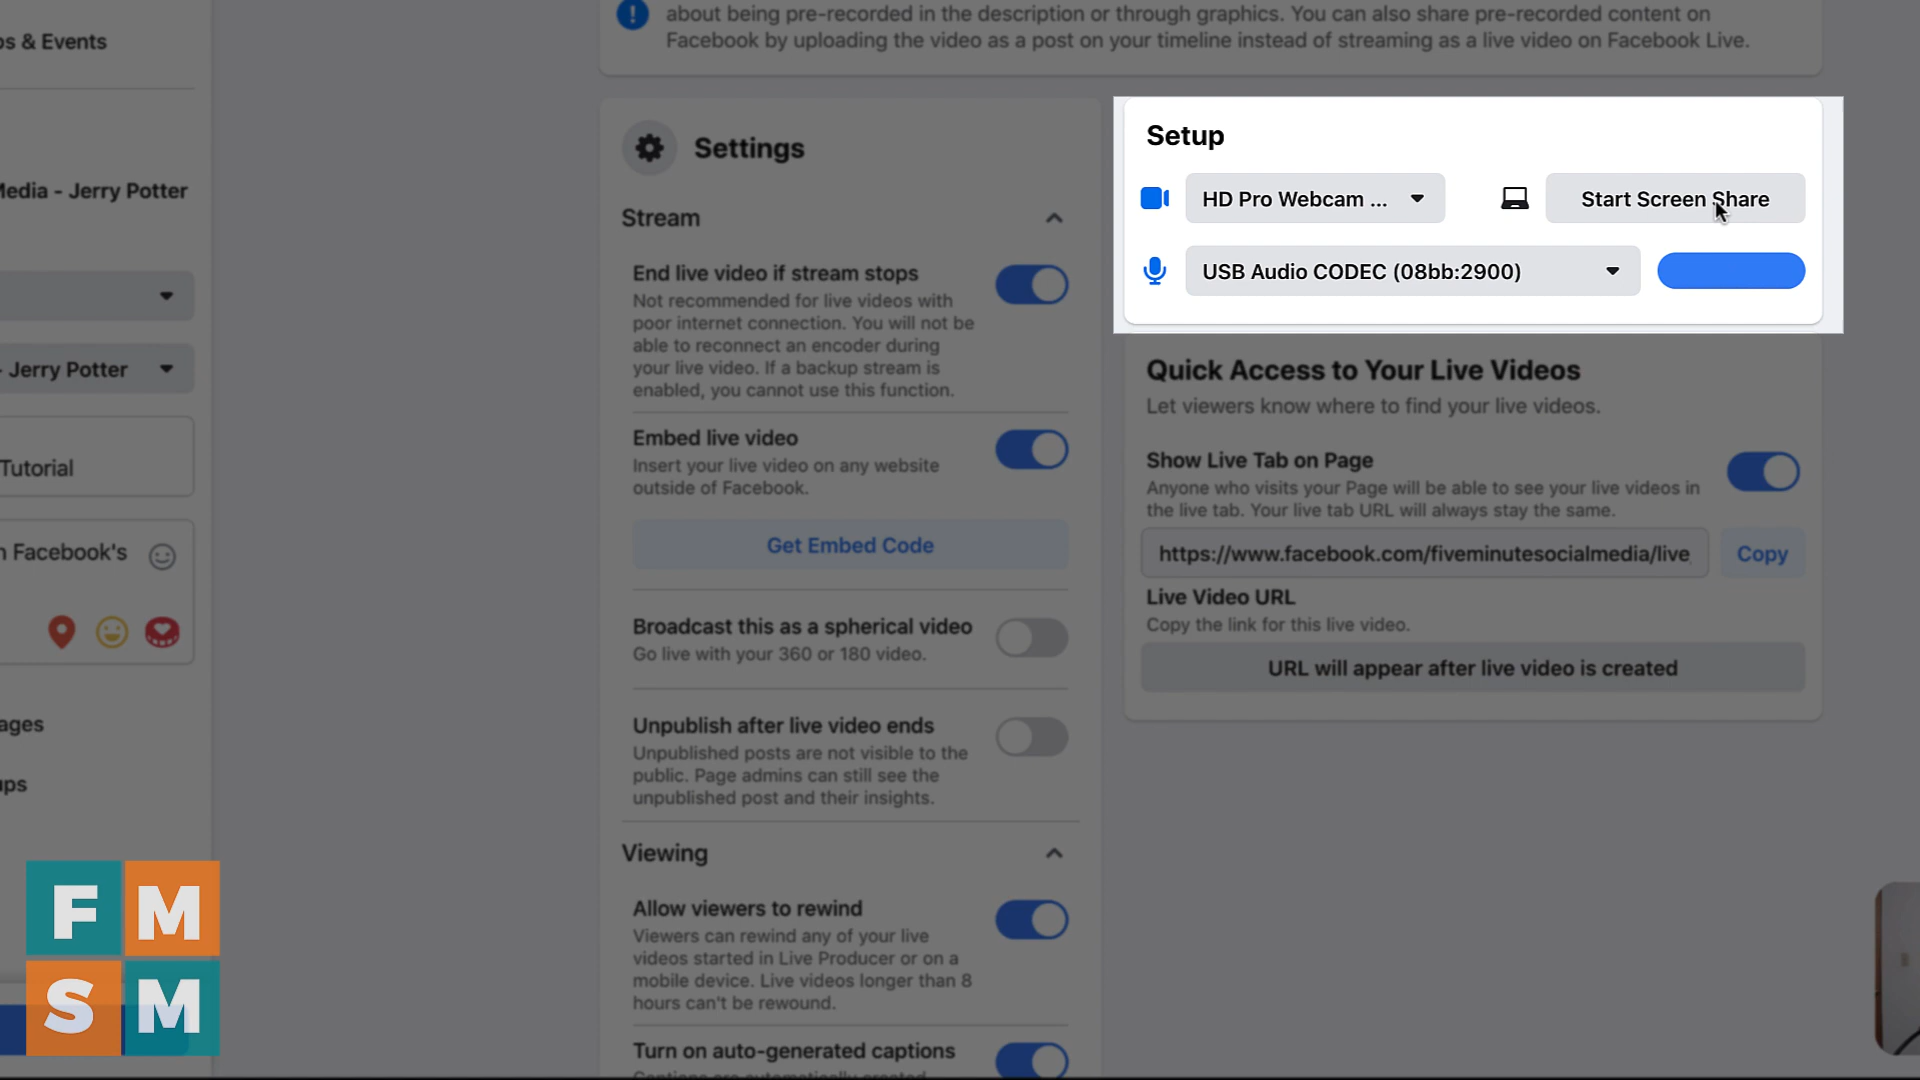 about being pre-recorded in the description or through graphics. You can also share pre-recorded content on
Facebook by uploading the video as a post on your timeline instead of streaming as a live video on Facebook Live.
s & Events
Media - Jerry Potter
- Jerry Potter
Tutorial
n Facebook's
ages
ups
Settings
Stream
End live video if stream stops
Not recommended for live videos with
poor internet connection. You will not be
able to reconnect an encoder during
your live video. If a backup stream is
enabled, you cannot use this function.
Embed live video
Insert your live video on any website
outside of Facebook.
Get Embed Code
Broadcast this as a spherical video
Go live with your 360 or 180 video.
Unpublish after live video ends
Unpublished posts are not visible to the
public. Page admins can still see the
unpublished post and their insights.
Viewing
Allow viewers to rewind
Viewers can rewind any of your live
videos started in Live Producer or on a
mobile device. Live videos longer than 8
hours can't be rewound.
Turn on auto-generated captions
Captions are automatically created
Setup
HD Pro Webcam ...
Start Screen Share
USB Audio CODEC (08bb:2900)
Quick Access to Your Live Videos
Let viewers know where to find your live videos.
Show Live Tab on Page
Anyone who visits your Page will be able to see your live videos in
the live tab. Your live tab URL will always stay the same.
https://www.facebook.com/fiveminutesocialmedia/live
Copy
Live Video URL
Copy the link for this live video.
URL will appear after live video is created
F M
S M